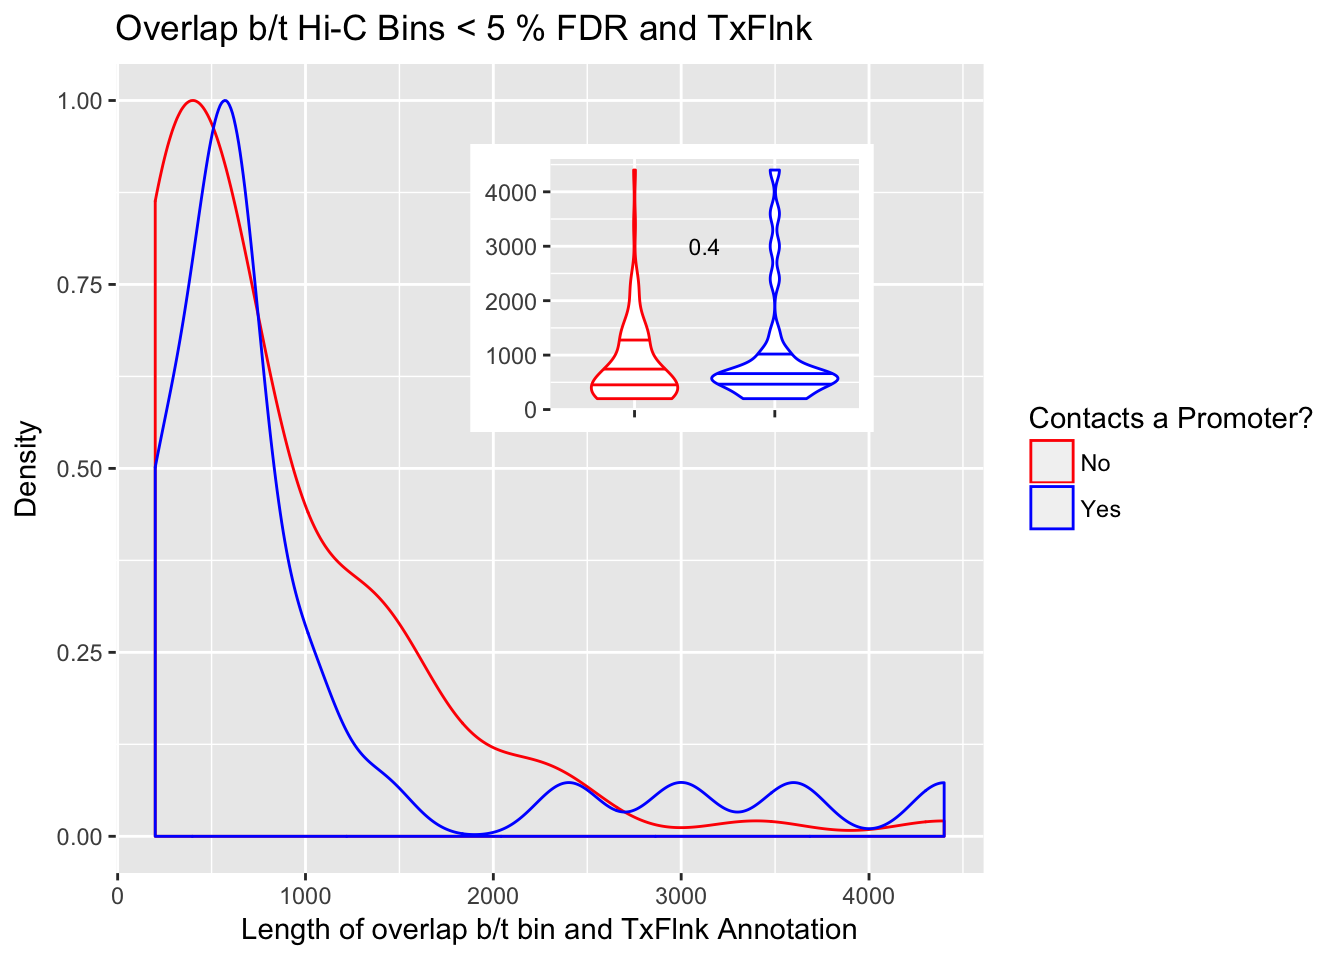 Overlap b/t Hi-C Bins < 5 % FDR and TxFlnk
Density
1.00
0.75
0.50
0.25
0.00
4000
3000
2000
1000
0
0.4
0
1000
2000
3000
4000
Length of overlap b/t bin and TxFlnk Annotation
Contacts a Promoter?
No
Yes